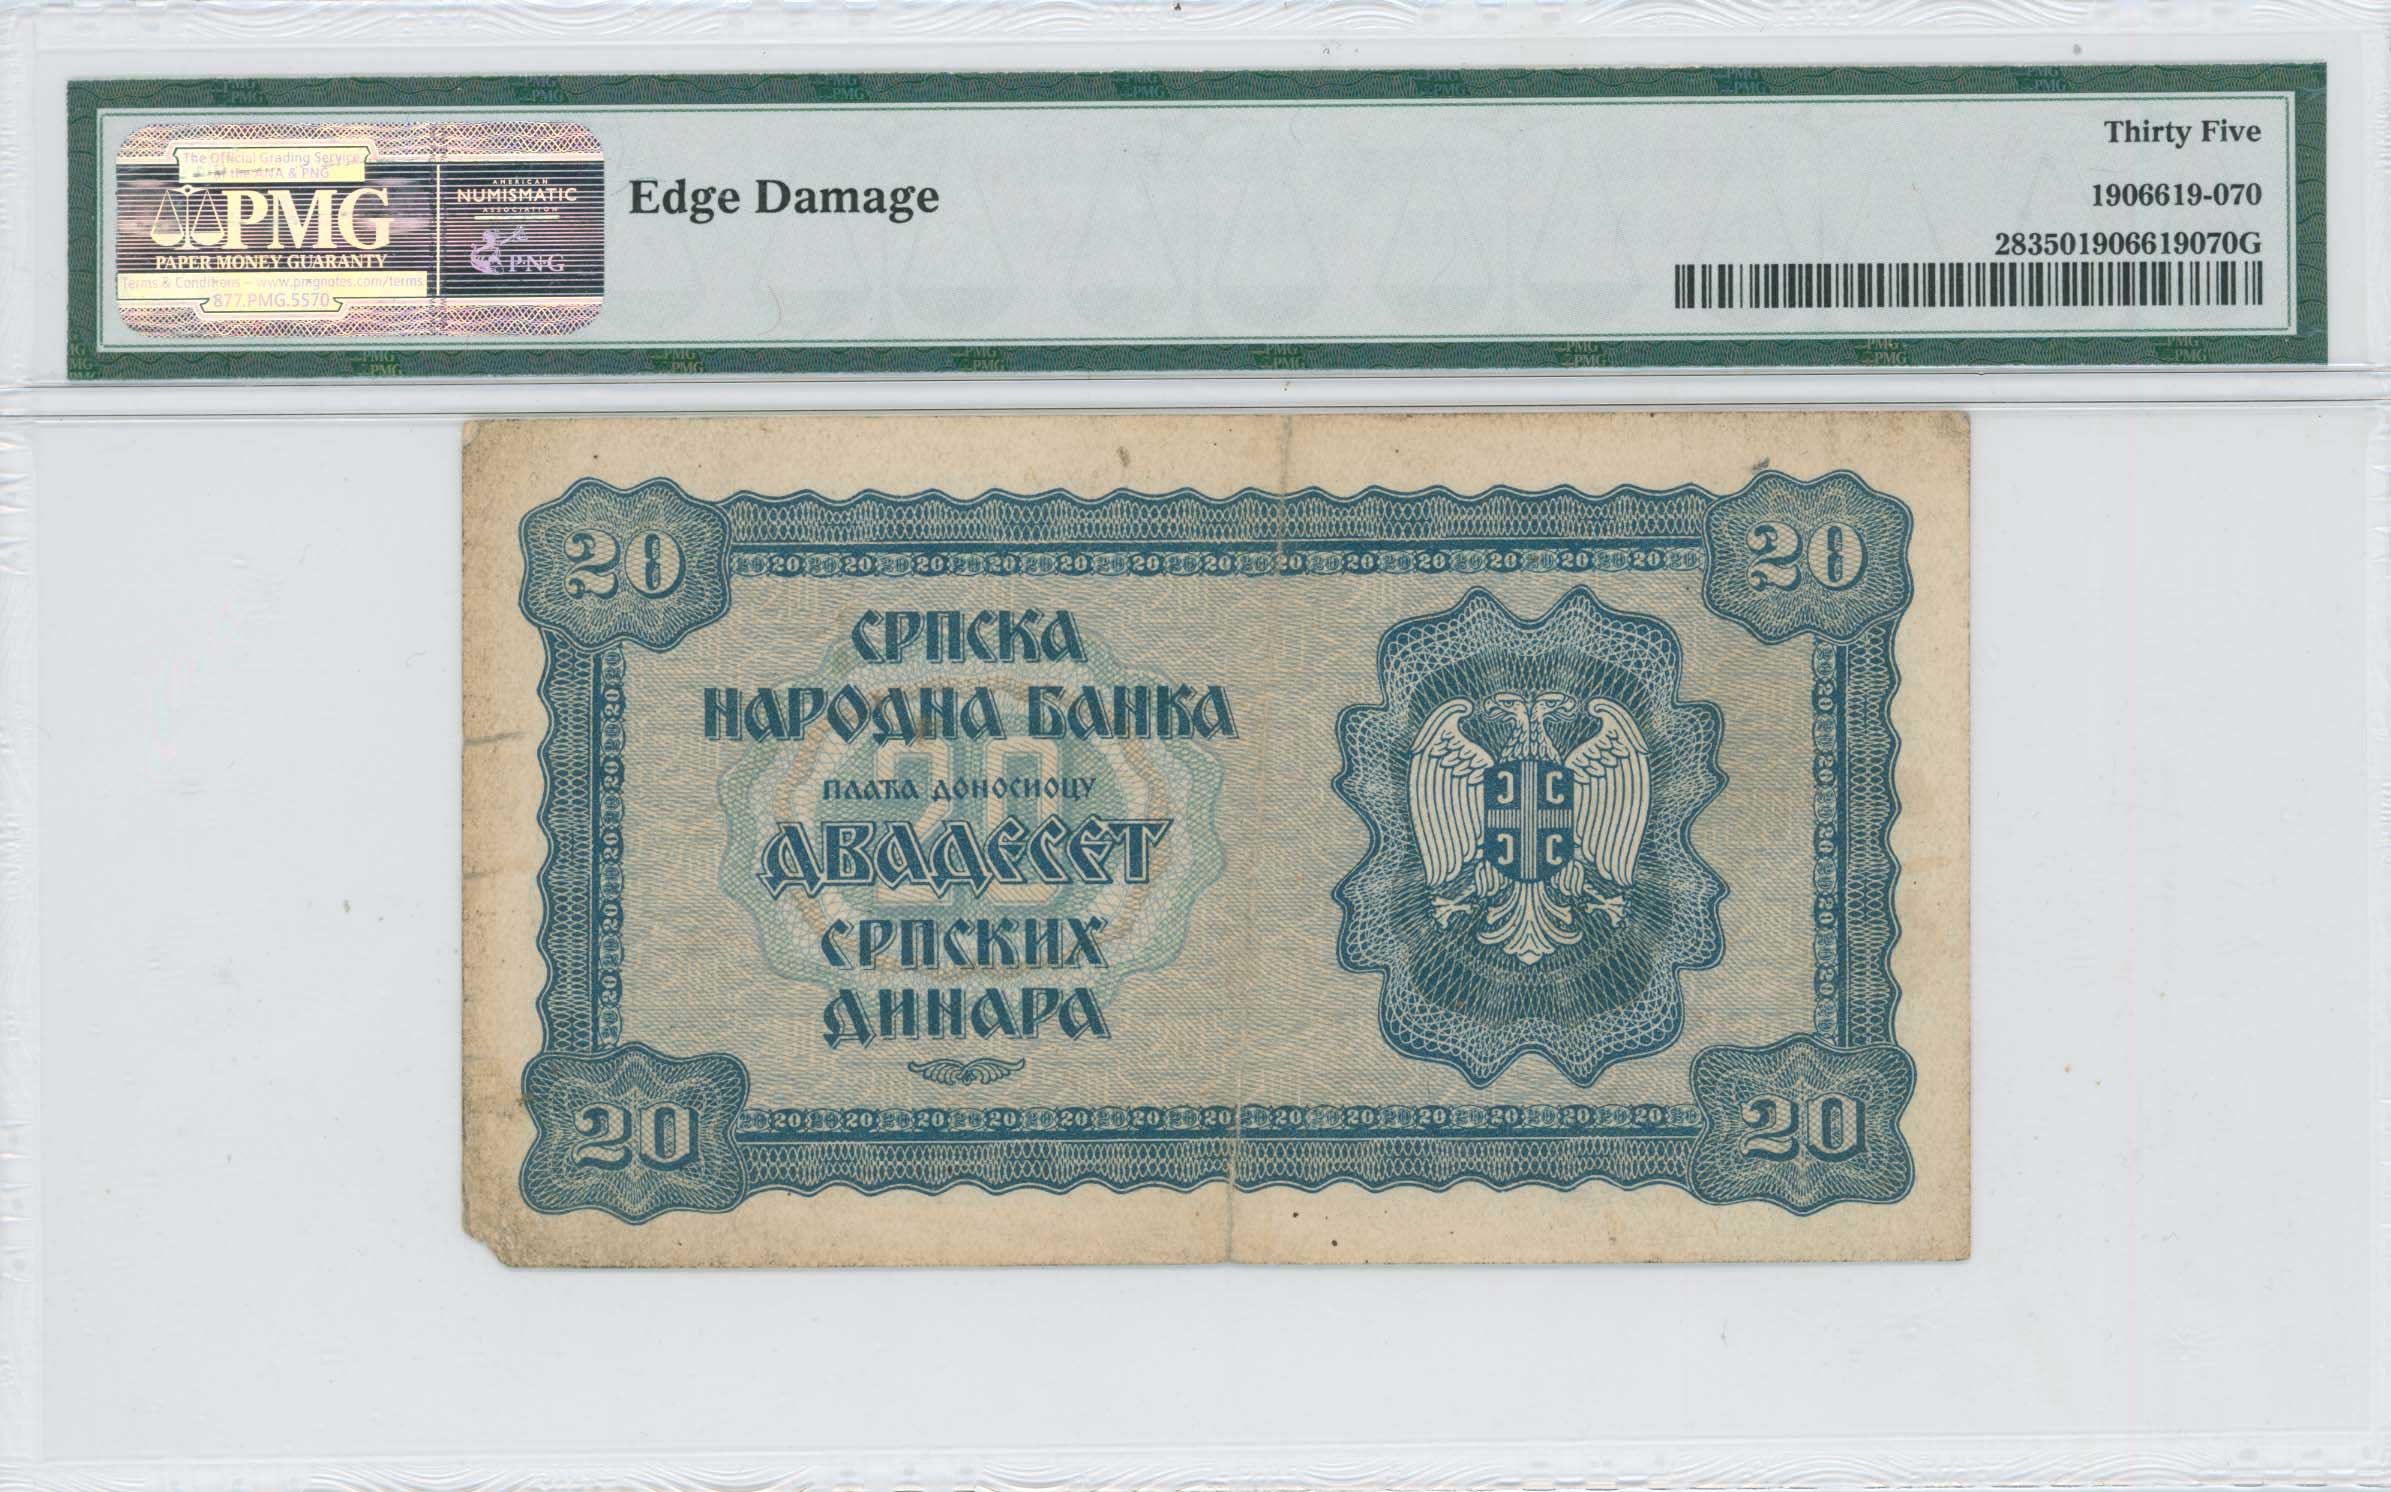 The Official Grading Service
of the ANA & PNG
PMG
PAPER MONEY GUARANTY
Terms & Conditions – www.pmgnotes.com/terms
877.PMG.5570
AMERICAN
NUMISMATIC
ASSOCIATION
P·N·G
Edge Damage
Thirty Five
1906619-070
283501906619070G
20
20
СРПСКА
НАРОДНА БАНКА
ПЛАЋА ДОНОСИОЦУ
ДВАДЕСЕТ
СРПСКИХ
ДИНАРА
20
20
20